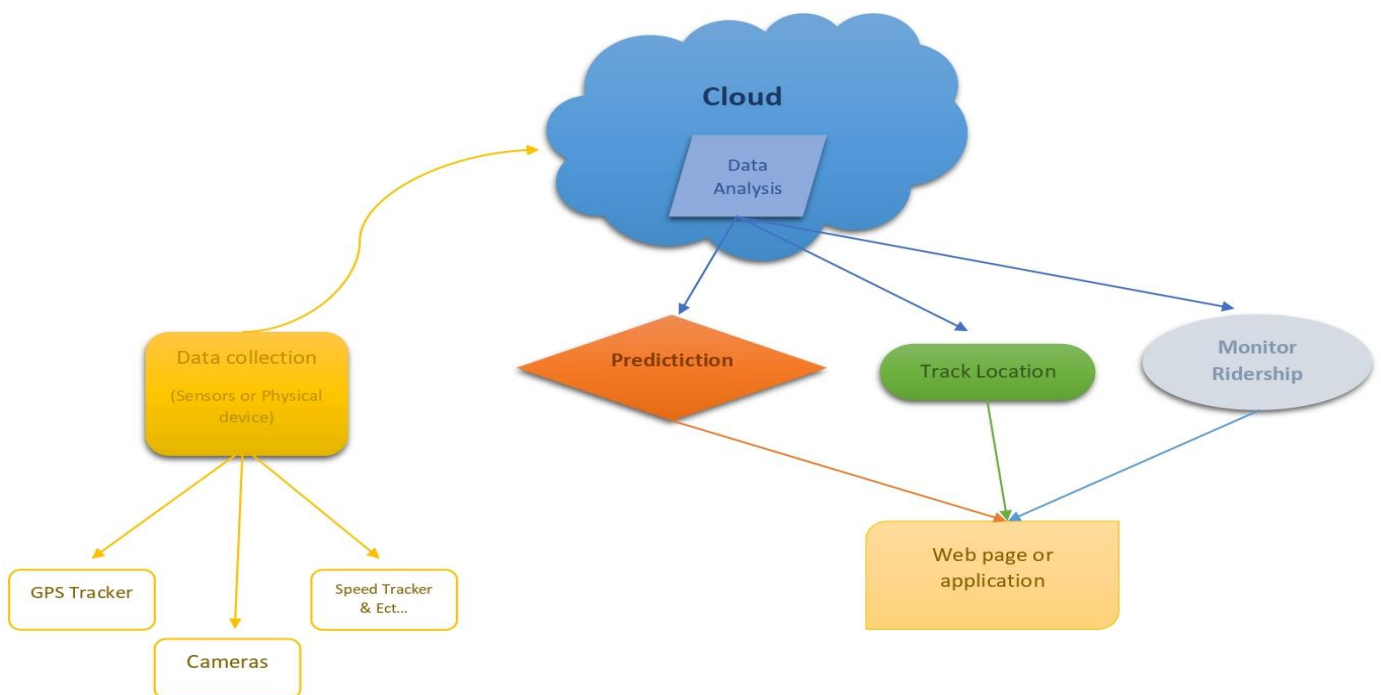 Cloud
Data
Analysis
Data collection
(Sensors or Physical
device)
Predictiction
Track Location
Monitor
Ridership
GPS Tracker
Cameras
Speed Tracker
& Ect...
Web page or
application